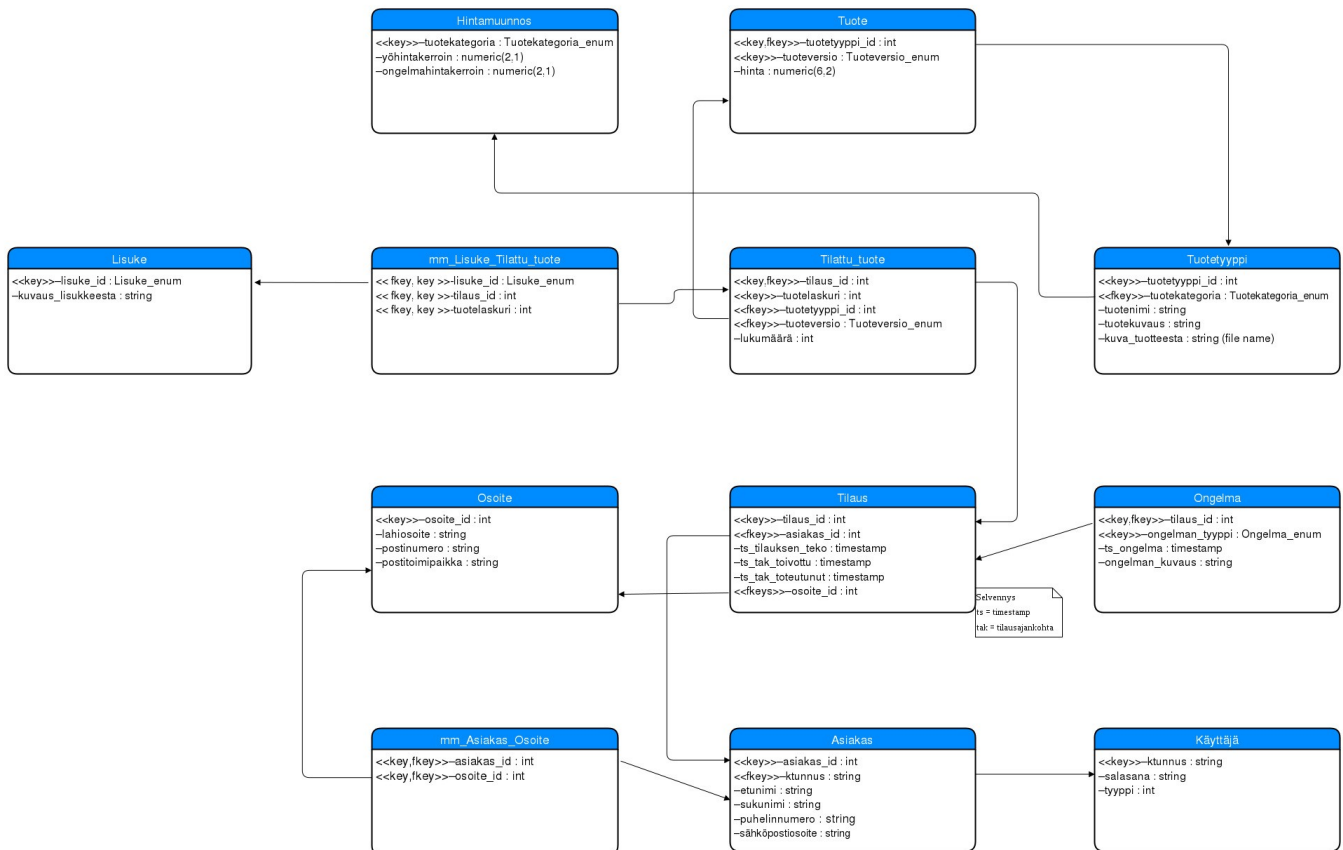 Hintamuunnos
<<key>>–tuotekategoria : Tuotekategoria_enum
–yöhintakerroin : numeric(2,1)
–ongelmahintakerroin : numeric(2,1)
Tuote
<<key,fkey>>–tuotetyyppi_id : int
<<key>>–tuoteversio : Tuoteversio_enum
–hinta : numeric(6,2)
Lisuke
<<key>>–lisuke_id : Lisuke_enum
–kuvaus_lisukkeesta : string
mm_Lisuke_Tilattu_tuote
<< fkey, key >>-lisuke_id : Lisuke_enum
<< fkey, key >>-tilaus_id : int
<< fkey, key >>-tuotelaskuri : int
Tilattu_tuote
<<key,fkey>>–tilaus_id : int
<<key>>–tuotelaskuri : int
<<fkey>>–tuotetyyppi_id : int
<<fkey>>–tuoteversio : Tuoteversio_enum
–lukumäärä : int
Tuotetyyppi
<<key>>–tuotetyyppi_id : int
<<fkey>>–tuotekategoria : Tuotekategoria_enum
–tuotenimi : string
–tuotekuvaus : string
–kuva_tuotteesta : string (file name)
Osoite
<<key>>–osoite_id : int
–lahiosoite : string
–postinumero : string
–postitoimipaikka : string
Tilaus
<<key>>–tilaus_id : int
<<fkey>>–asiakas_id : int
–ts_tilauksen_teko : timestamp
–ts_tak_toivottu : timestamp
–ts_tak_toteutunut : timestamp
<<fkeys>>–osoite_id : int
Selvennys
ts = timestamp
tak = tilausajankohta
Ongelma
<<key,fkey>>–tilaus_id : int
<<key>>–ongelman_tyyppi : Ongelma_enum
–ts_ongelma : timestamp
–ongelman_kuvaus : string
mm_Asiakas_Osoite
<<key,fkey>>–asiakas_id : int
<<key,fkey>>–osoite_id : int
Asiakas
<<key>>–asiakas_id : int
<<fkey>>–ktunnus : string
–etunimi : string
–sukunimi : string
–puhelinnumero : string
–sähköpostiosoite : string
Käyttäjä
<<key>>–ktunnus : string
–salasana : string
–tyyppi : int